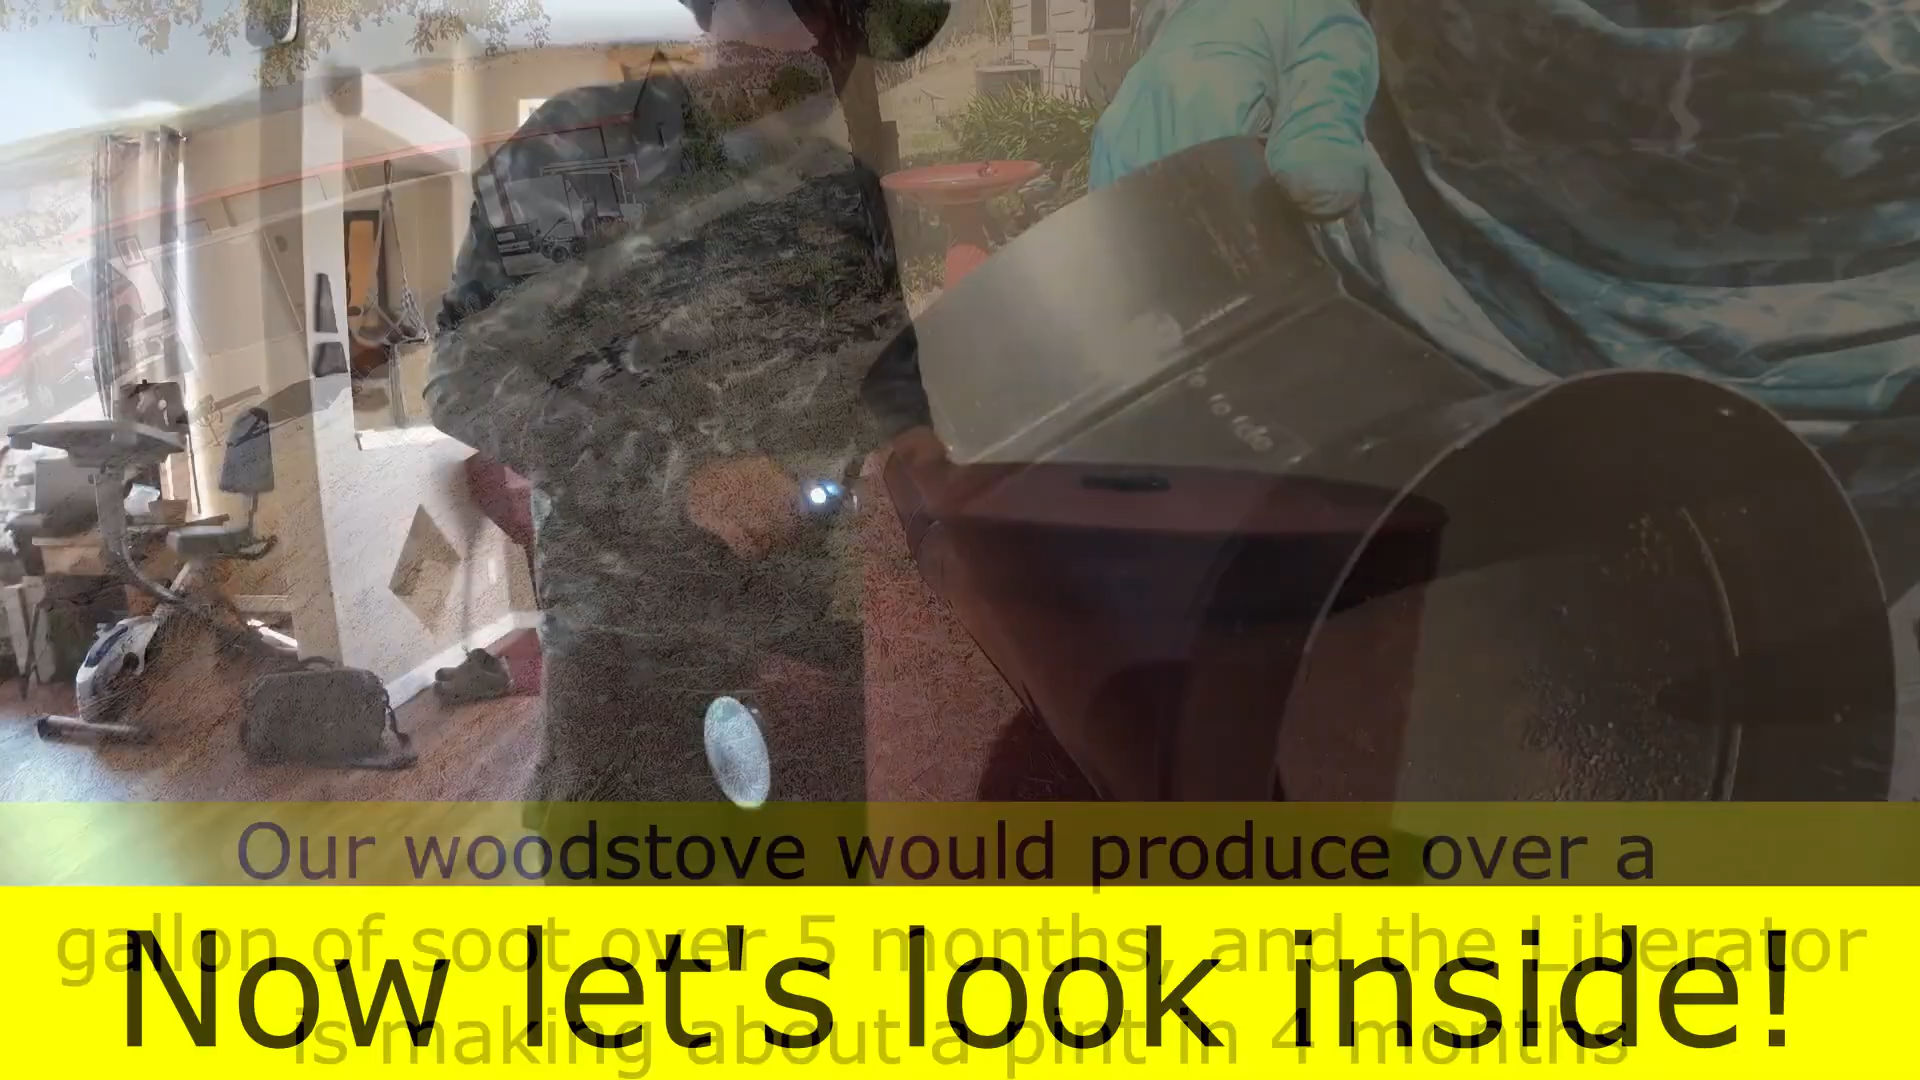 Our woodstove would produce over a
gallon of soot over 5 months, and the Liberator
is making about a pint in 4 months
Now let's look inside!